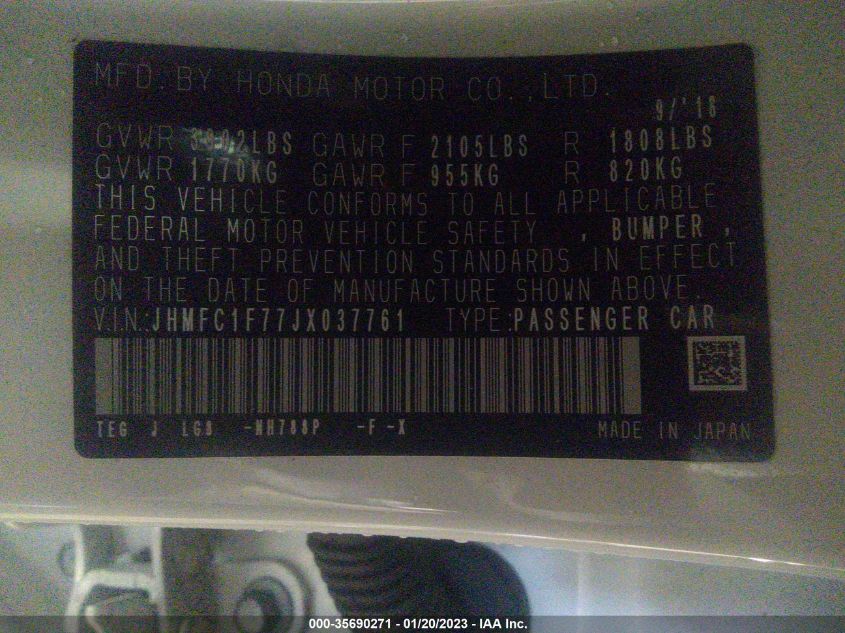 MFD. BY HONDA MOTOR CO., LTD.
9/'18
GVWR 3902LBS GAWR F 2105LBS R 1808LBS
GVWR 1770KG GAWR F 955KG R 820KG
THIS VEHICLE CONFORMS TO ALL APPLICABLE
FEDERAL MOTOR VEHICLE SAFETY , BUMPER ,
AND THEFT PREVENTION STANDARDS IN EFFECT
ON THE DATE OF MANUFACTURE SHOWN ABOVE.
V.I.N.:JHMFC1F77JX037761 TYPE:PASSENGER CAR
TEG J LGS -NH788P -F -X MADE IN JAPAN
000-35690271 - 01/20/2023 - IAA Inc.